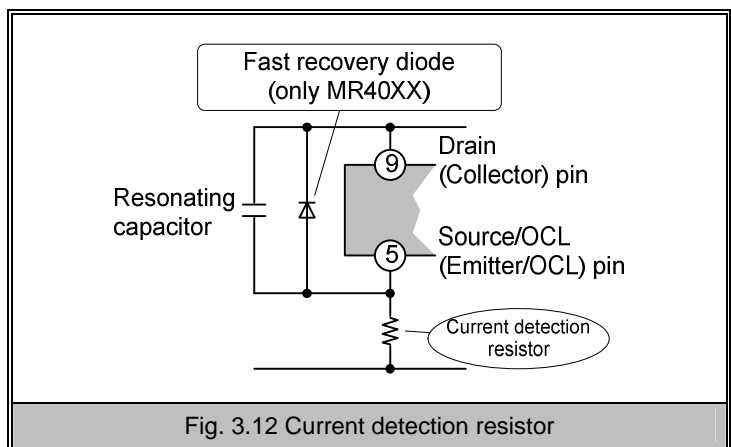 Fast recovery diode
(only MR40XX)
9
Drain
(Collector) pin
Resonating
capacitor
Source/OCL
5
(Emitter/OCL) pin
Current detection
resistor
Fig. 3.12 Current detection resistor